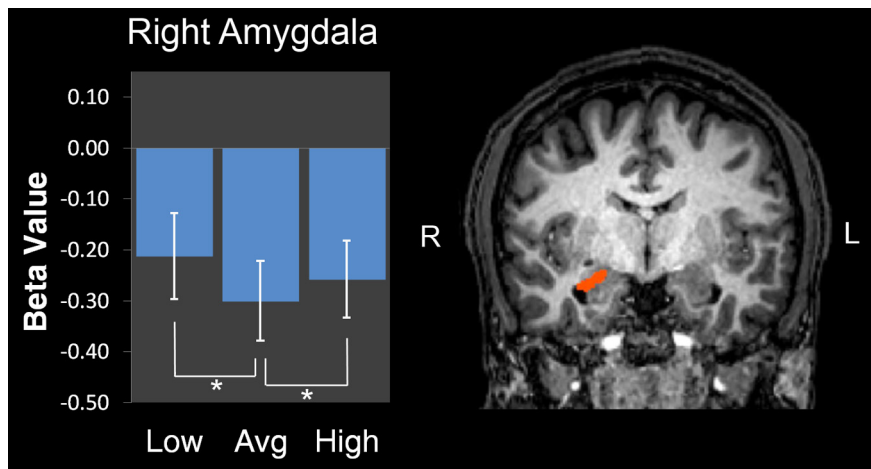 Right Amygdala
Beta Value
0.10
0.00
-0.10
-0.20
-0.30
-0.40
-0.50
*
*
Low Avg High
R
L